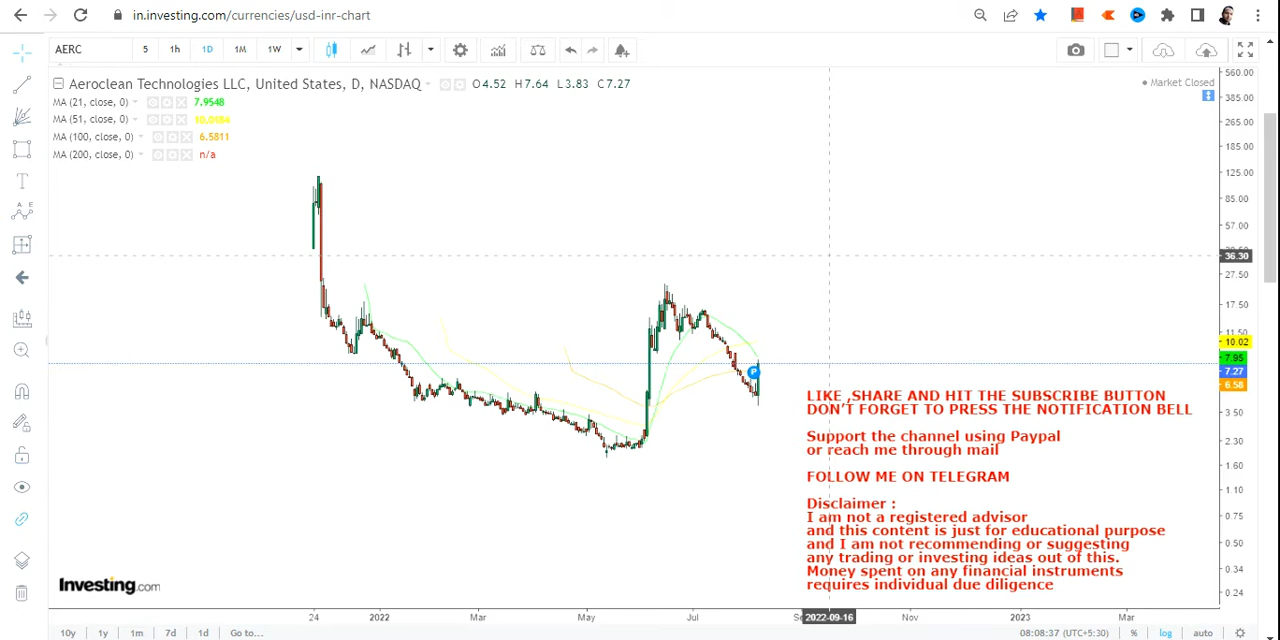 in.investing.com/currencies/usd-inr-chart
AERC 5 1h 1D 1M 1W
Aeroclean Technologies LLC, United States, D, NASDAQ O4.52 H7.64 L3.83 C7.27
Market Closed
MA (21, close, 0) 7.9548
MA (51, close, 0)
MA (100, close, 0) 6.5811
MA (200, close, 0) n/a
560.00
385.00
265.00
185.00
125.00
85.00
57.00
36.30
27.50
17.50
11.50
10.02
7.95
7.27
6.58
3.50
2.30
1.60
1.10
0.75
0.50
0.34
0.24
P
LIKE ,SHARE AND HIT THE SUBSCRIBE BUTTON
DON'T FORGET TO PRESS THE NOTIFICATION BELL
Support the channel using Paypal
or reach me through mail
FOLLOW ME ON TELEGRAM
Disclaimer :
I am not a registered advisor
and this content is just for educational purpose
and I am not recommending or suggesting
any trading or investing ideas out of this.
Money spent on any financial instruments
requires individual due diligence
Investing.com
24 2022 Mar May Jul 2022-09-16 Nov 2023 Mar
10y 1y 1m 7d 1d Go to... 08:08:37 (UTC+5:30) % log auto